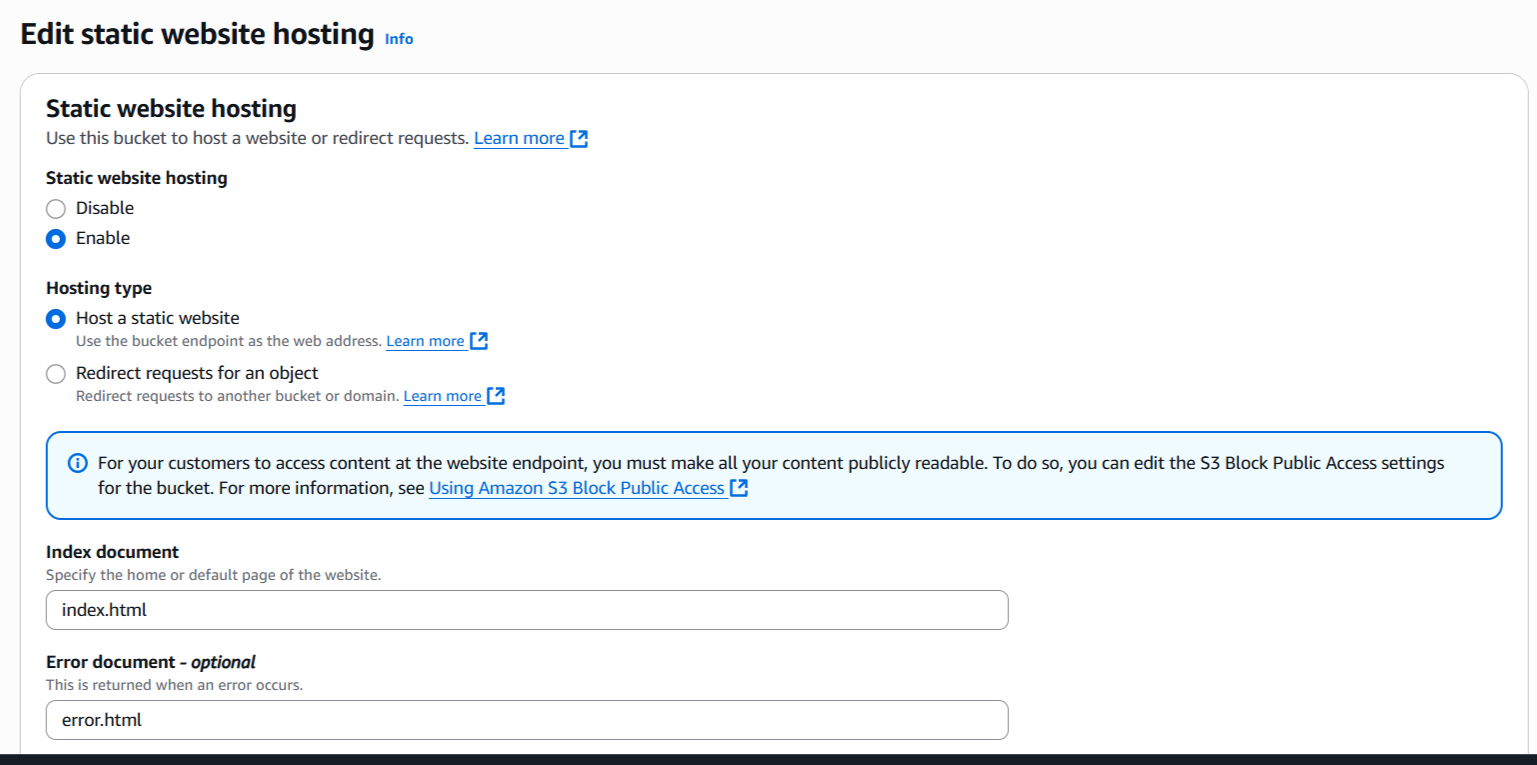 Edit static website hosting Info
Static website hosting
Use this bucket to host a website or redirect requests. Learn more
Static website hosting
Disable
Enable
Hosting type
Host a static website
Use the bucket endpoint as the web address. Learn more
Redirect requests for an object
Redirect requests to another bucket or domain. Learn more
For your customers to access content at the website endpoint, you must make all your content publicly readable. To do so, you can edit the S3 Block Public Access settings
for the bucket. For more information, see Using Amazon S3 Block Public Access
Index document
Specify the home or default page of the website.
index.html
Error document – optional
This is returned when an error occurs.
error.html